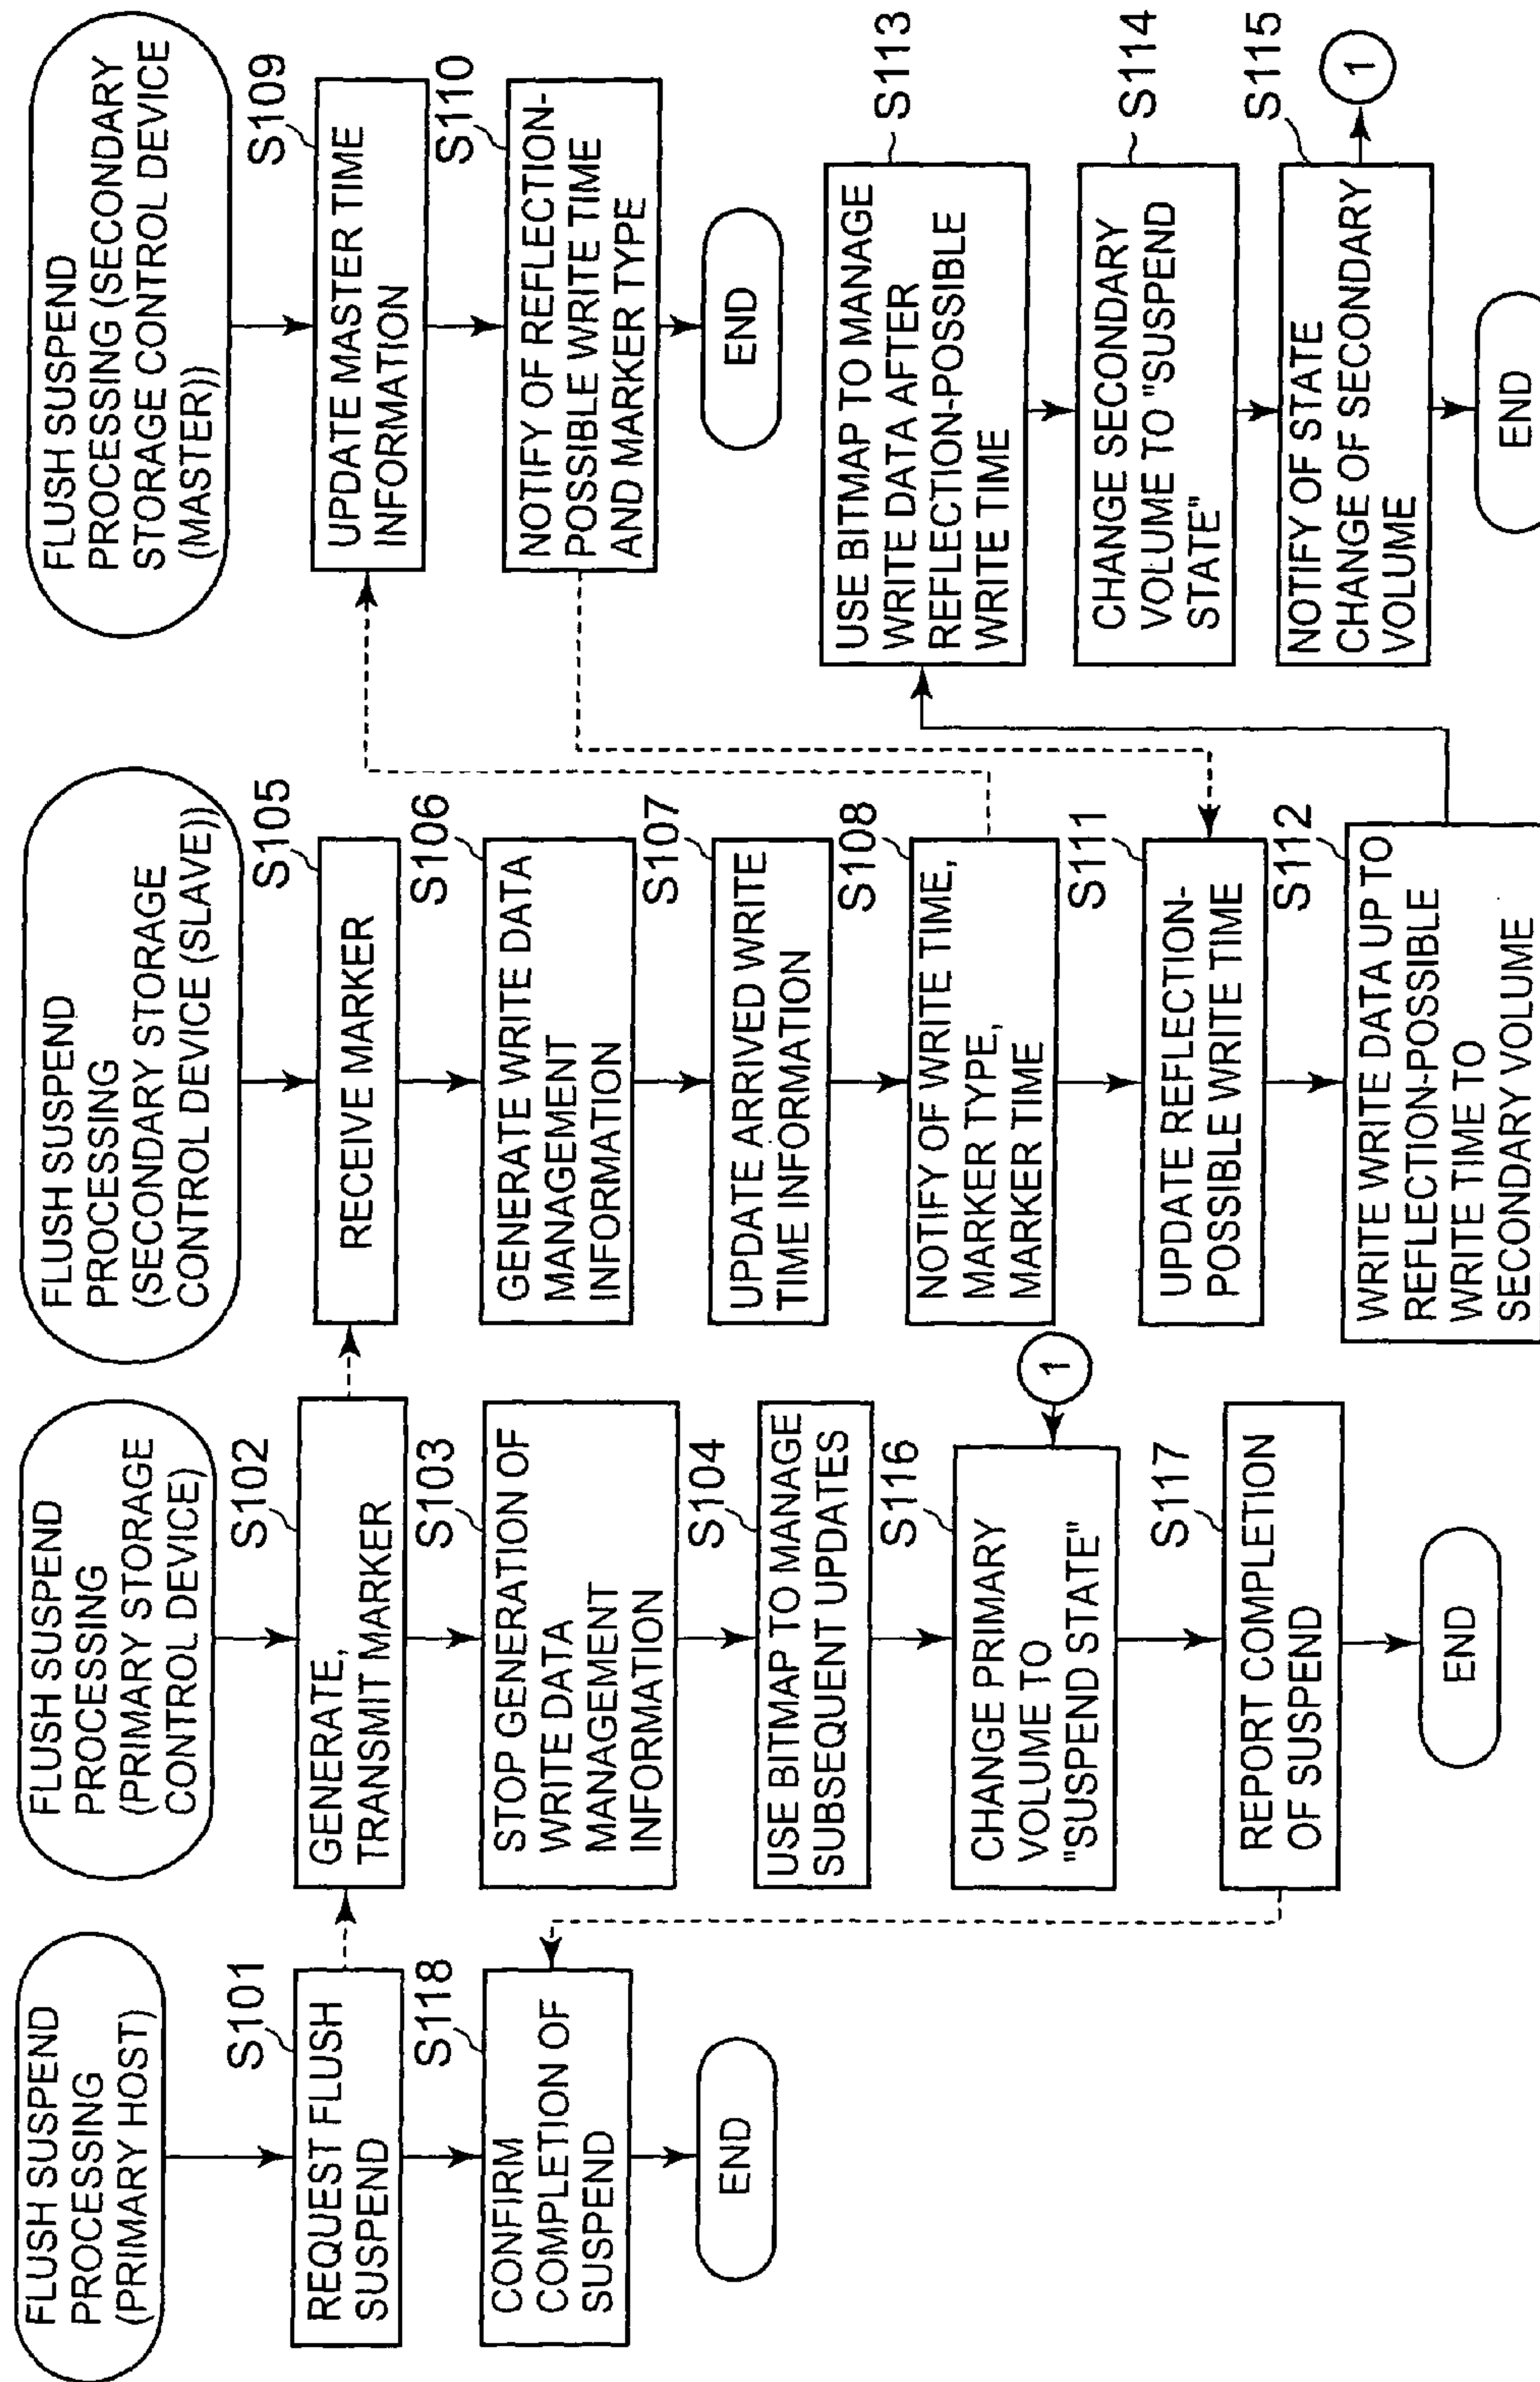 FLUSH SUSPEND
PROCESSING
(PRIMARY HOST)
S101
REQUEST FLUSH
SUSPEND
S118
CONFIRM
COMPLETION OF
SUSPEND
END
FLUSH SUSPEND
PROCESSING
(PRIMARY STORAGE
CONTROL DEVICE)
S102
GENERATE,
TRANSMIT MARKER
S103
STOP GENERATION OF
WRITE DATA
MANAGEMENT
INFORMATION
S104
USE BITMAP TO MANAGE
SUBSEQUENT UPDATES
S116
1
CHANGE PRIMARY
VOLUME TO
"SUSPEND STATE"
S117
REPORT COMPLETION
OF SUSPEND
END
FLUSH SUSPEND
PROCESSING
(SECONDARY STORAGE
CONTROL DEVICE (SLAVE))
S105
RECEIVE MARKER
S106
GENERATE WRITE DATA
MANAGEMENT
INFORMATION
S107
UPDATE ARRIVED WRITE
TIME INFORMATION
S108
NOTIFY OF WRITE TIME,
MARKER TYPE,
MARKER TIME
S111
UPDATE REFLECTION-
POSSIBLE WRITE TIME
S112
WRITE WRITE DATA UP TO
REFLECTION-POSSIBLE
WRITE TIME TO
SECONDARY VOLUME
FLUSH SUSPEND
PROCESSING (SECONDARY
STORAGE CONTROL DEVICE
(MASTER))
S109
UPDATE MASTER TIME
INFORMATION
S110
NOTIFY OF REFLECTION-
POSSIBLE WRITE TIME
AND MARKER TYPE
END
S113
USE BITMAP TO MANAGE
WRITE DATA AFTER
REFLECTION-POSSIBLE
WRITE TIME
S114
CHANGE SECONDARY
VOLUME TO "SUSPEND
STATE"
S115
NOTIFY OF STATE
CHANGE OF SECONDARY
VOLUME
1
END